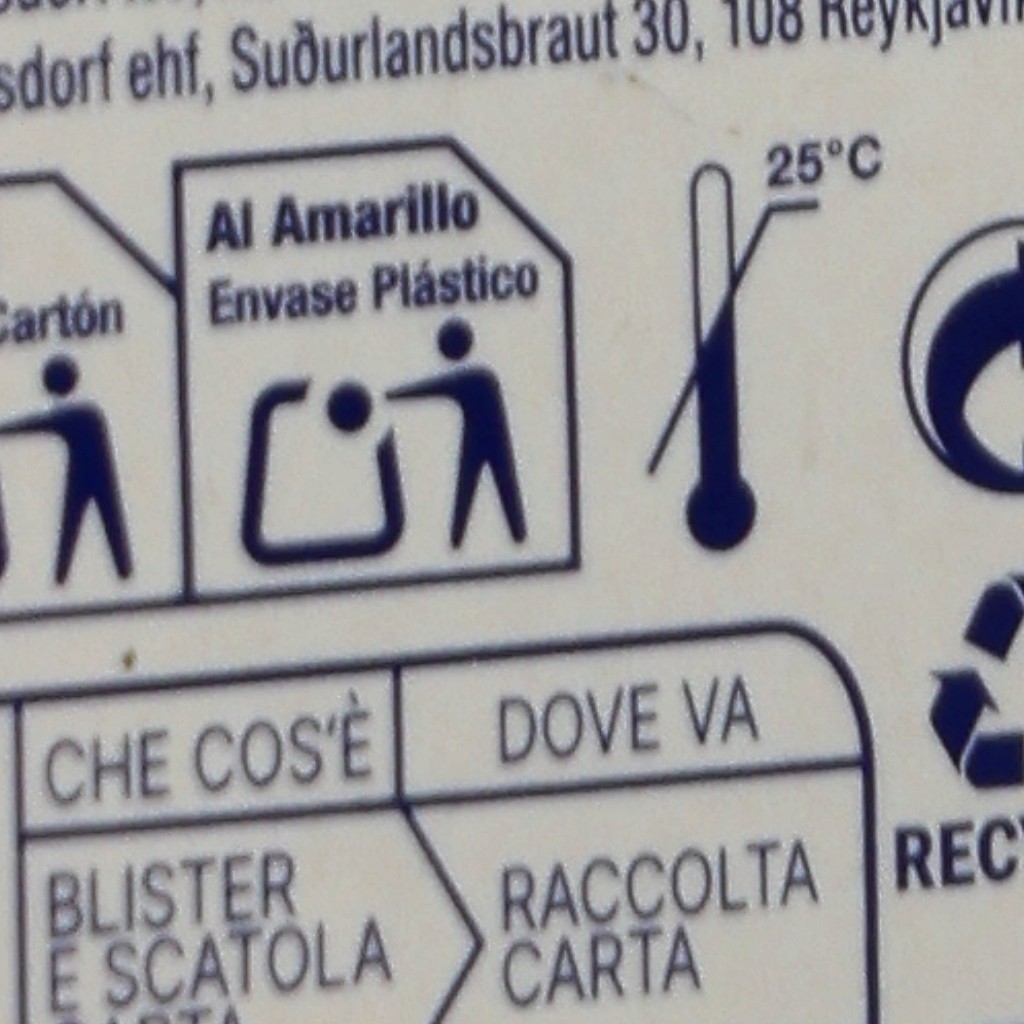 sdorf ehf, Suðurlandsbraut 30, 108
25°C
Al Amarillo
Envase Plástico
Cartón
CHE COS'È
DOVE VA
BLISTER
E SCATOLA
RACCOLTA
CARTA